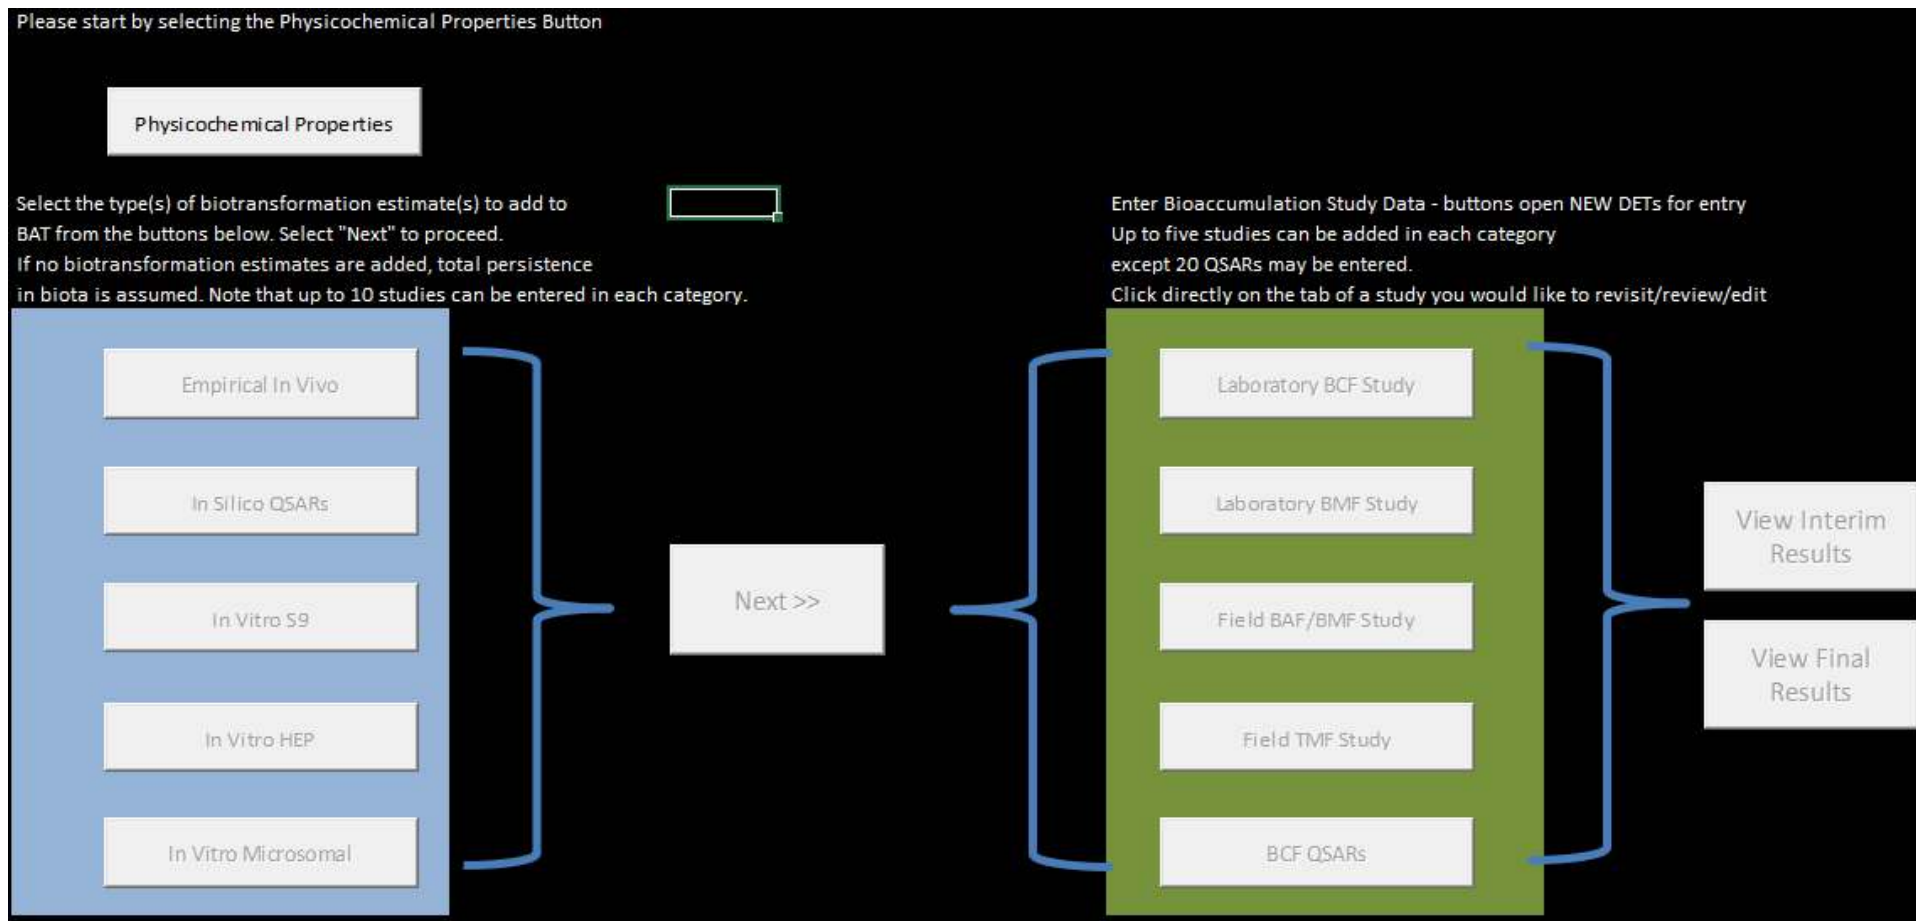 Please start by selecting the Physicochemical Properties Button
Physicochemical Properties
Select the type(s) of biotransformation estimate(s) to add to
BAT from the buttons below. Select "Next" to proceed.
If no biotransformation estimates are added, total persistence
in biota is assumed. Note that up to 10 studies can be entered in each category.
Empirical In Vivo
In Silico QSARs
In Vitro S9
In Vitro HEP
In Vitro Microsomal
Next >>
Enter Bioaccumulation Study Data - buttons open NEW DETs for entry
Up to five studies can be added in each category
except 20 QSARs may be entered.
Click directly on the tab of a study you would like to revisit/review/edit
Laboratory BCF Study
Laboratory BMF Study
Field BAF/BMF Study
Field TMF Study
BCF QSARs
View Interim
Results
View Final
Results